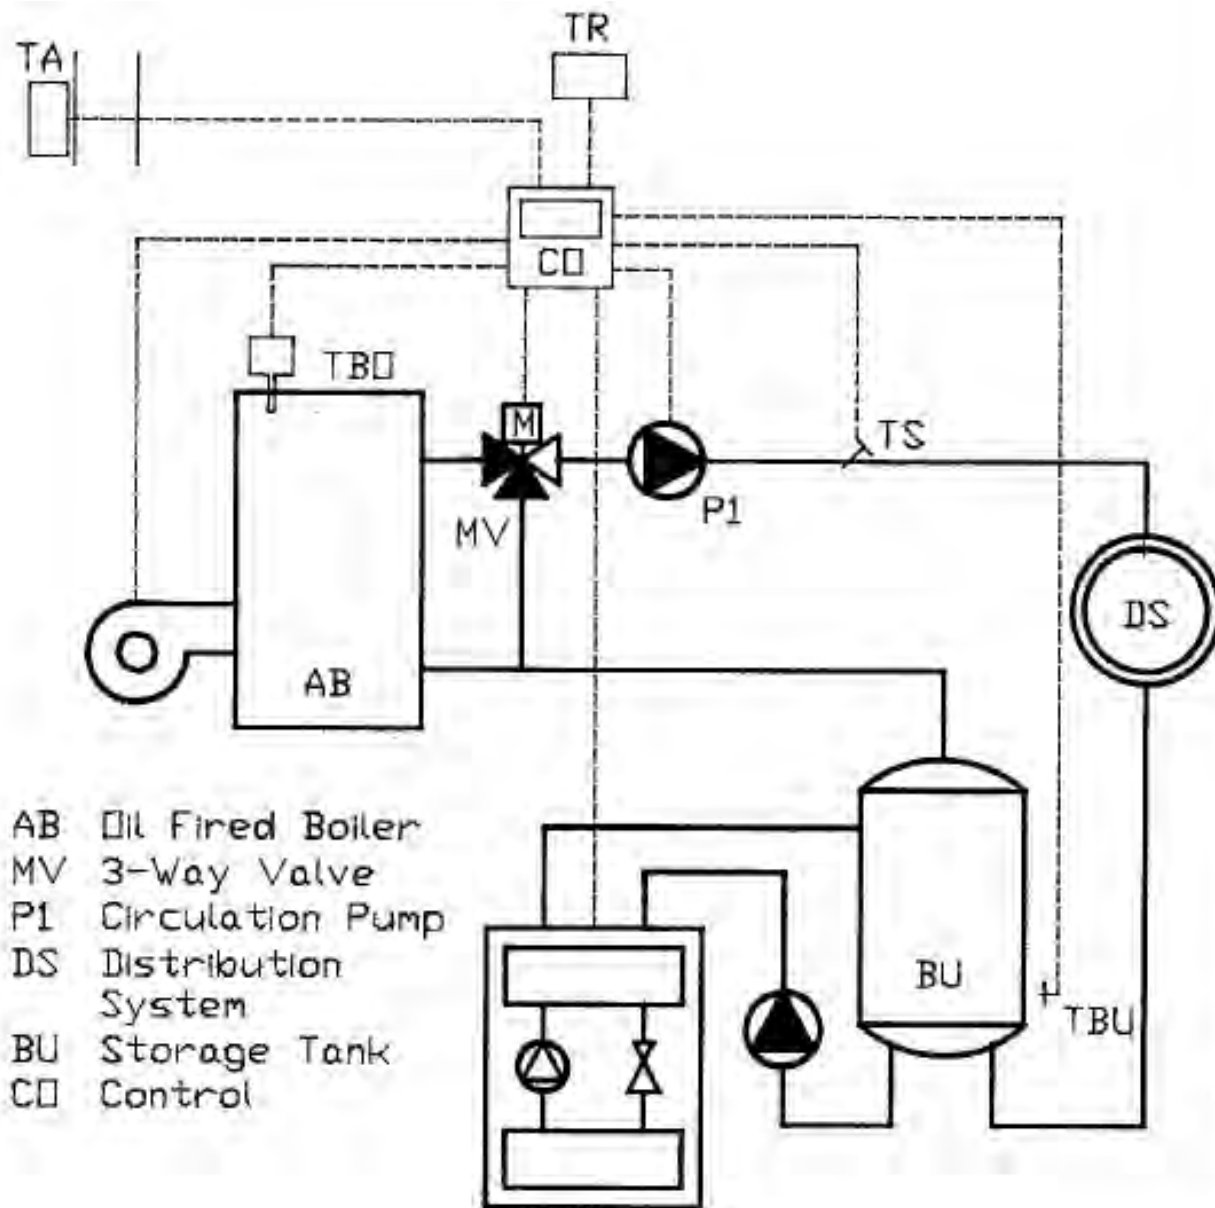 TA
TR
CO
TBO
M
TS
MV
P1
DS
AB
BU
TBU
AB Oil Fired Boiler
MV 3-Way Valve
P1 Circulation Pump
DS Distribution
System
BU Storage Tank
CO Control